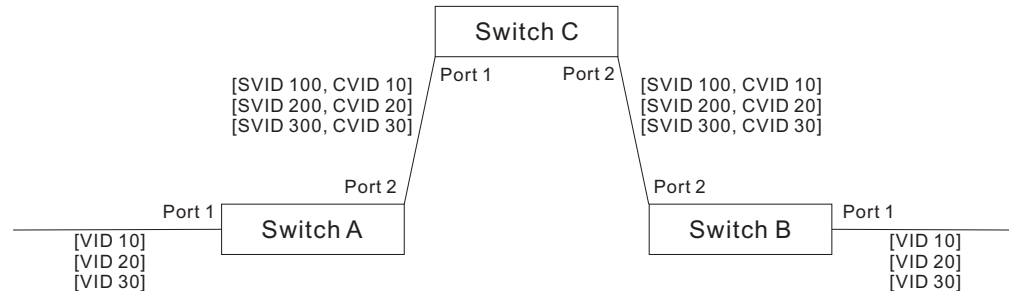 Switch C
Port 1
Port 2
[SVID 100, CVID 10]
[SVID 200, CVID 20]
[SVID 300, CVID 30]
[SVID 100, CVID 10]
[SVID 200, CVID 20]
[SVID 300, CVID 30]
Port 2
Port 2
Port 1
Switch A
Switch B
Port 1
[VID 10]
[VID 20]
[VID 30]
[VID 10]
[VID 20]
[VID 30]